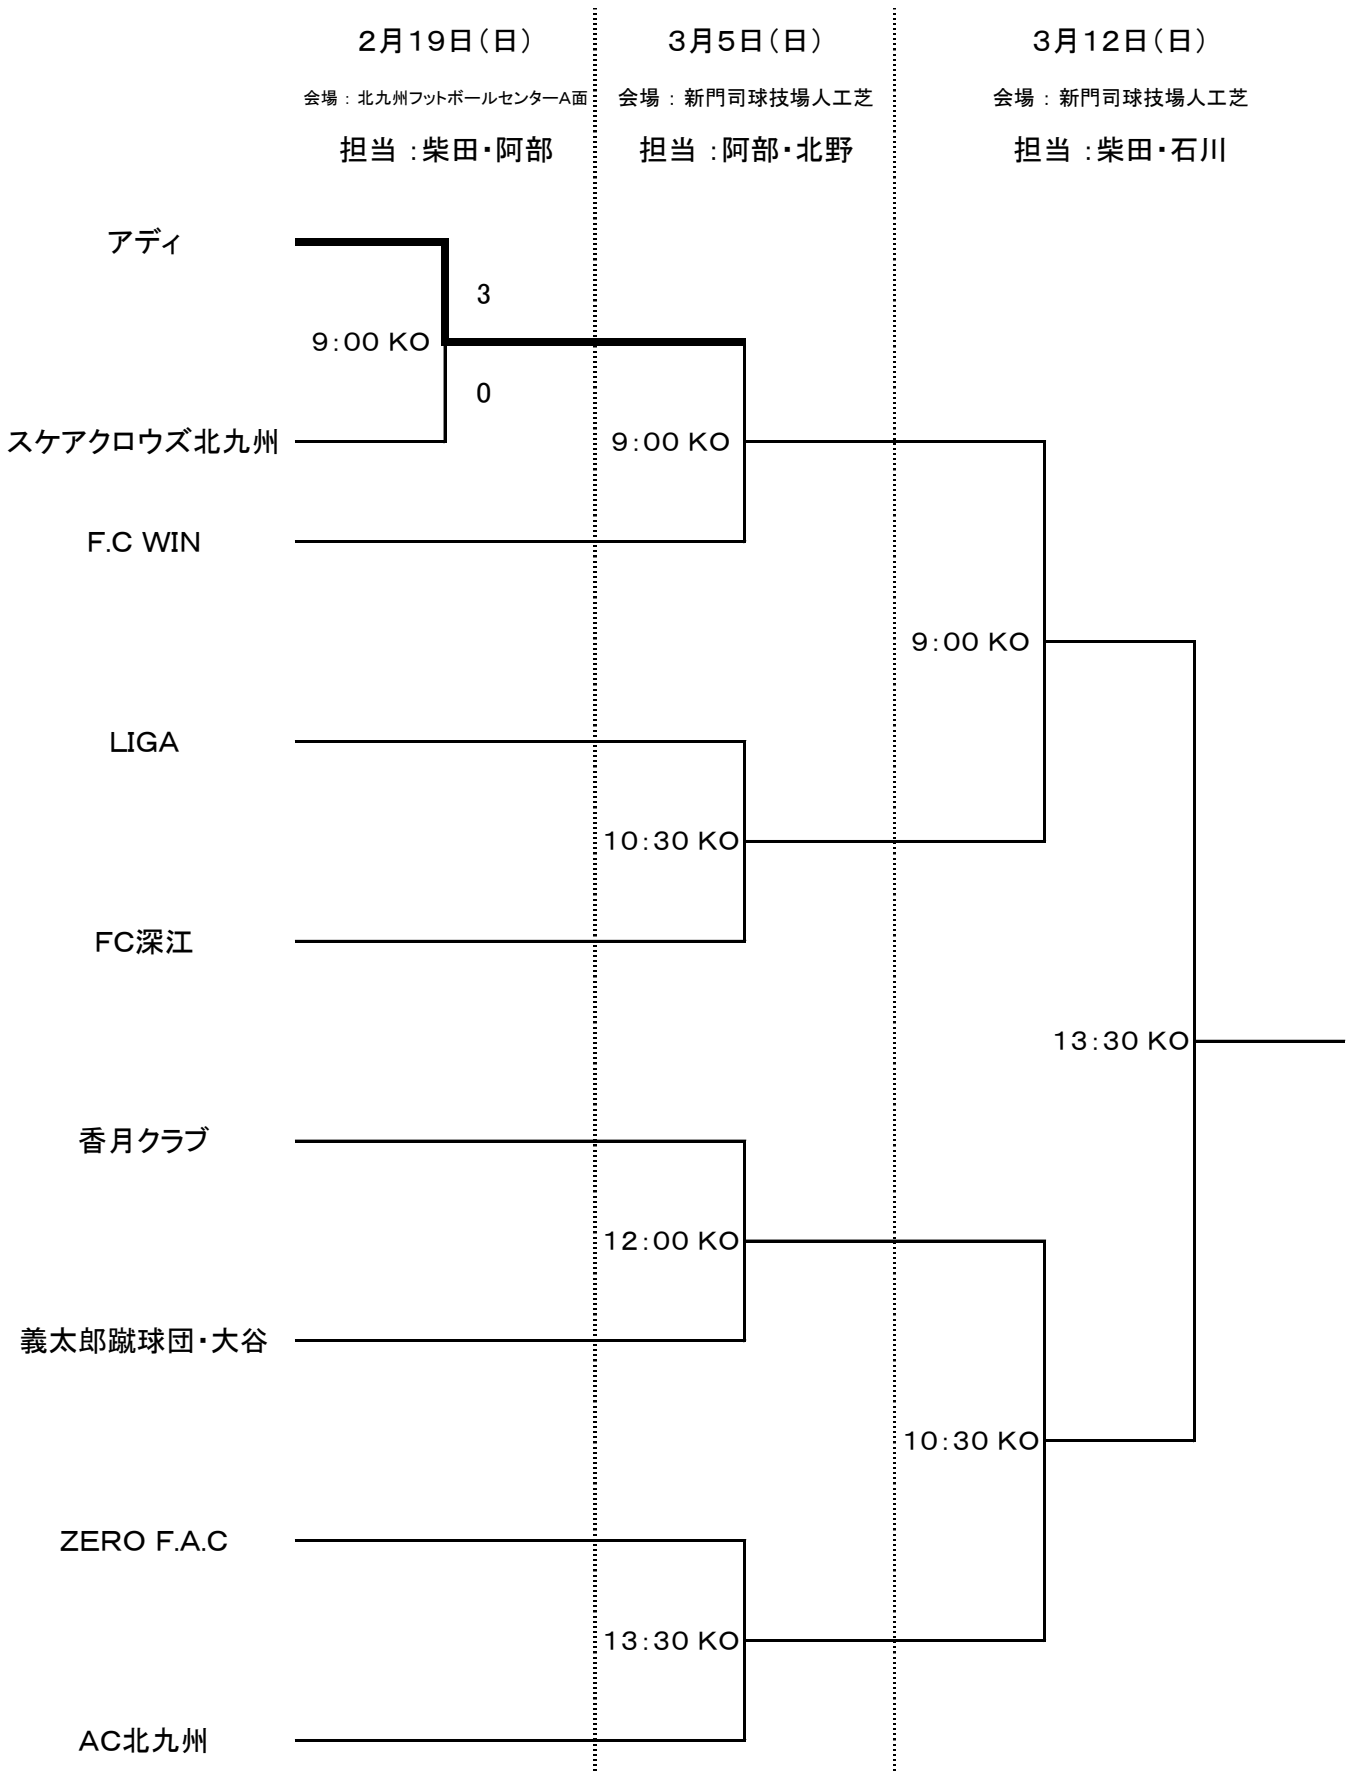 2月19日(日)
3月5日(日)
3月12日(日)
会場 : 北九州フットボールセンターA面
会場 : 新門司球技場人工芝
会場 : 新門司球技場人工芝
担当 :柴田・阿部
担当 :阿部・北野
担当 :柴田・石川
アディ
3
9:00 KO
0
スケアクロウズ北九州
9:00 KO
F.C WIN
9:00 KO
LIGA
10:30 KO
FC深江
13:30 KO
香月クラブ
12:00 KO
義太郎蹴球団・大谷
10:30 KO
ZERO F.A.C
13:30 KO
AC北九州